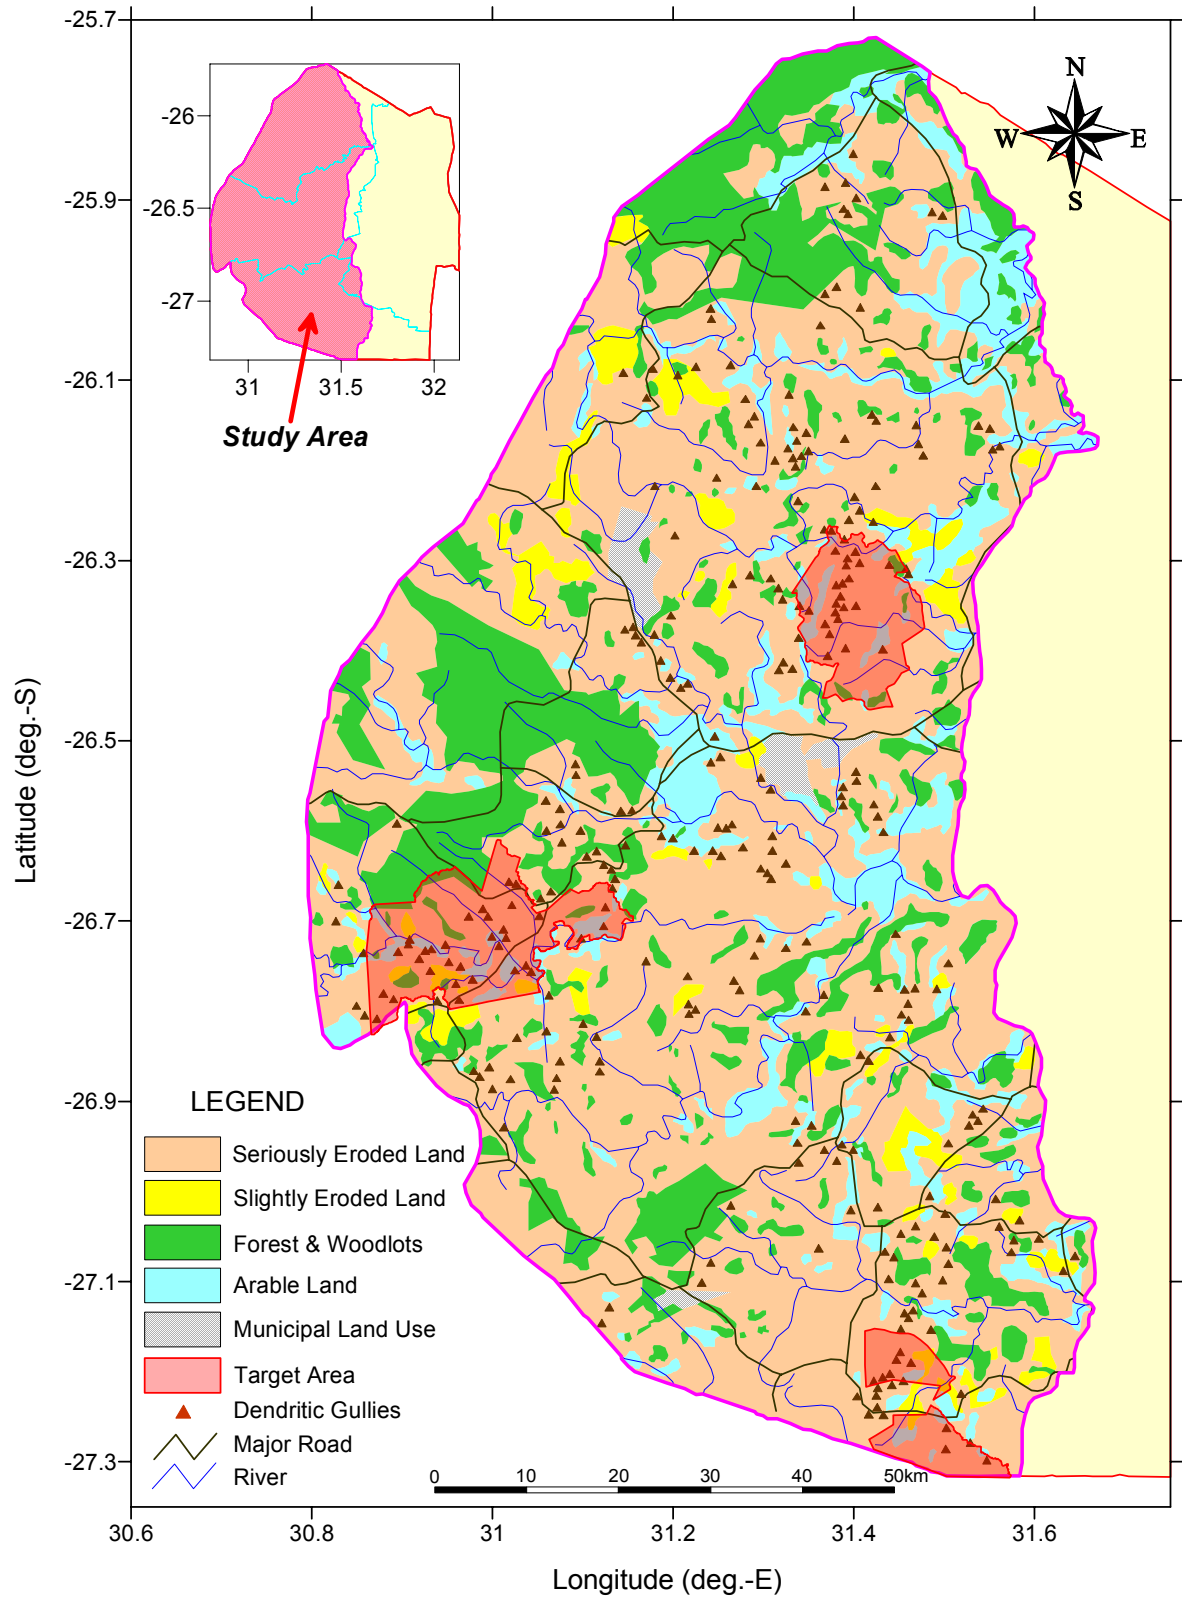 -25.7
-25.9
-26.1
-26.3
-26.5
-26.7
-26.9
-27.1
-27.3
Latitude (deg.-S)
-26
-26.5
-27
31
31.5
32
Study Area
N
W
E
S
LEGEND
Seriously Eroded Land
Slightly Eroded Land
Forest & Woodlots
Arable Land
Municipal Land Use
Target Area
Dendritic Gullies
Major Road
River
0 10 20 30 40 50km
30.6 30.8 31 31.2 31.4 31.6
Longitude (deg.-E)